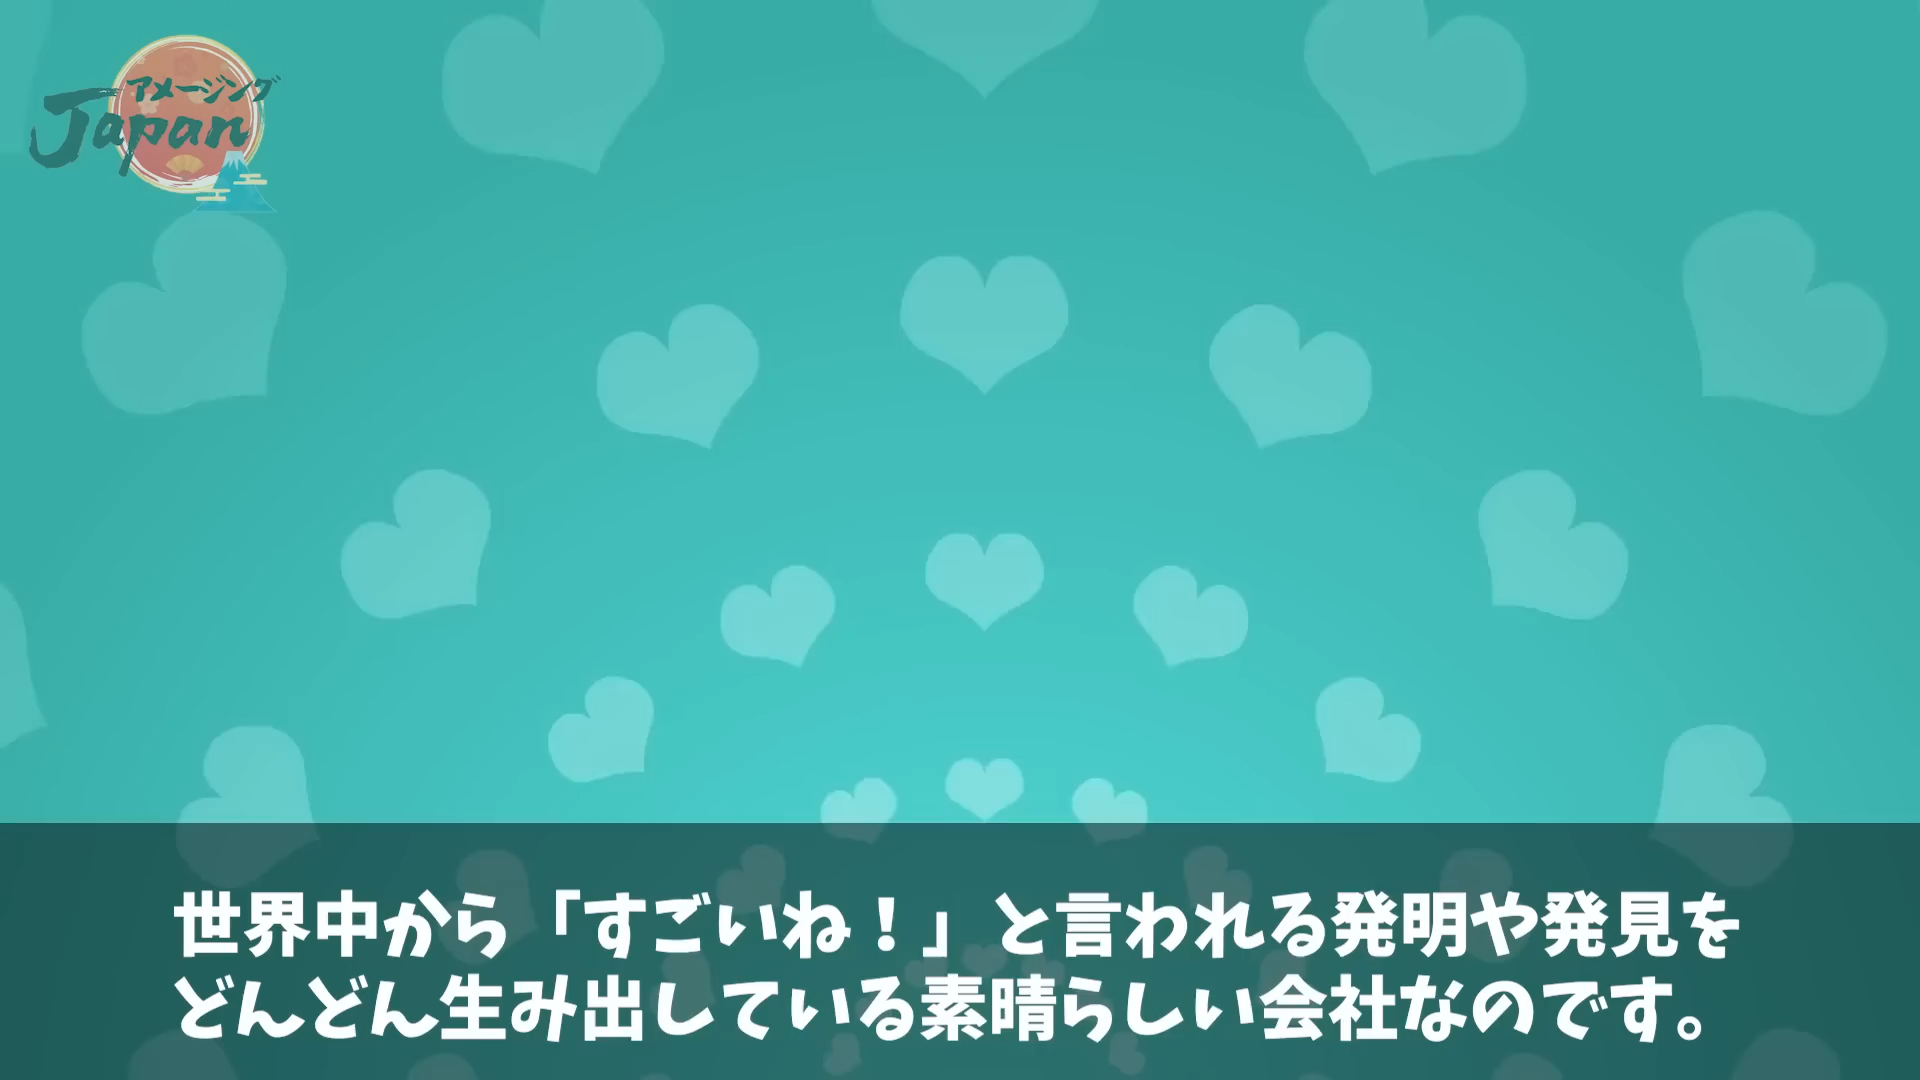 アメージング
Japan
世界中から「すごいね！」と言われる発明や発見を
どんどん生み出している素晴らしい会社なのです。